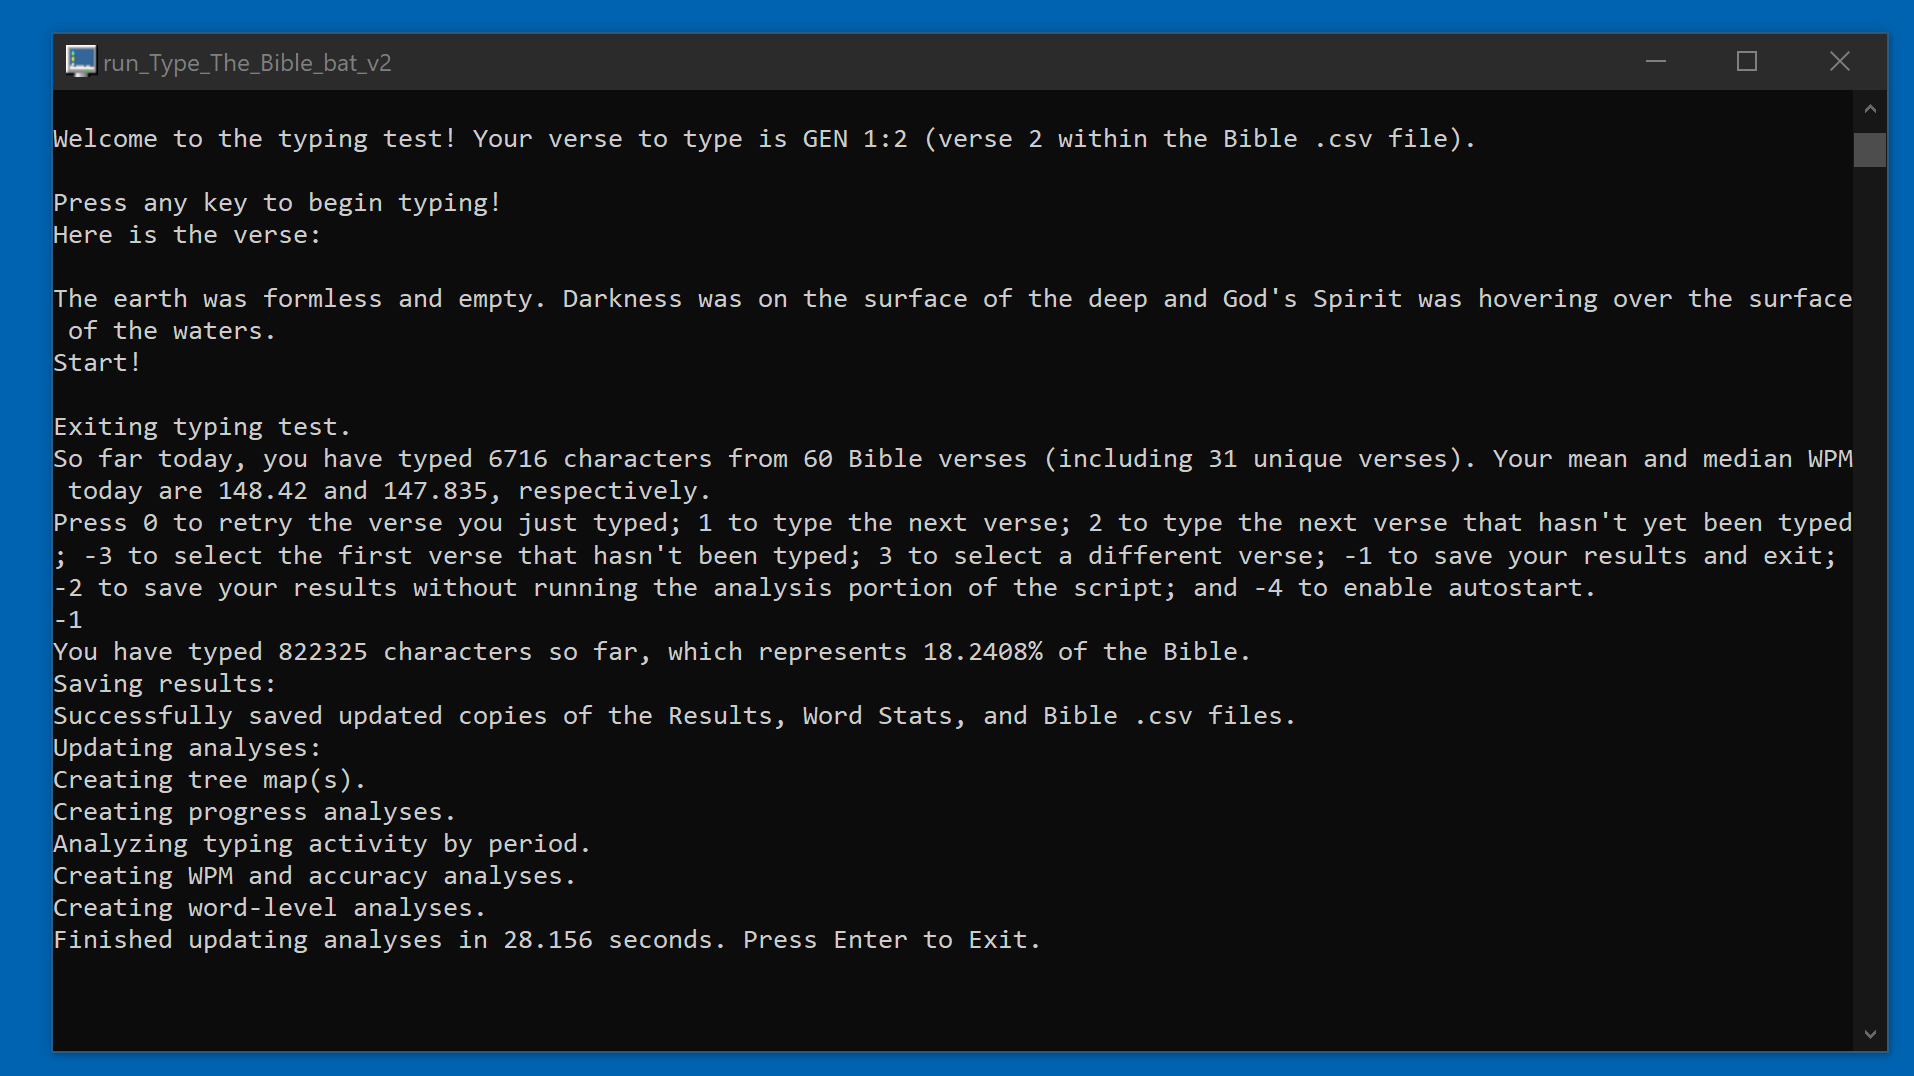 run_Type_The_Bible_bat_v2
Welcome to the typing test! Your verse to type is GEN 1:2 (verse 2 within the Bible .csv file).
Press any key to begin typing!
Here is the verse:
The earth was formless and empty. Darkness was on the surface of the deep and God's Spirit was hovering over the surface
of the waters.
Start!
Exiting typing test.
So far today, you have typed 6716 characters from 60 Bible verses (including 31 unique verses). Your mean and median WPM
today are 148.42 and 147.835, respectively.
Press 0 to retry the verse you just typed; 1 to type the next verse; 2 to type the next verse that hasn't yet been typed
; -3 to select the first verse that hasn't been typed; 3 to select a different verse; -1 to save your results and exit;
-2 to save your results without running the analysis portion of the script; and -4 to enable autostart.
-1
You have typed 822325 characters so far, which represents 18.2408% of the Bible.
Saving results:
Successfully saved updated copies of the Results, Word Stats, and Bible .csv files.
Updating analyses:
Creating tree map(s).
Creating progress analyses.
Analyzing typing activity by period.
Creating WPM and accuracy analyses.
Creating word-level analyses.
Finished updating analyses in 28.156 seconds. Press Enter to Exit.